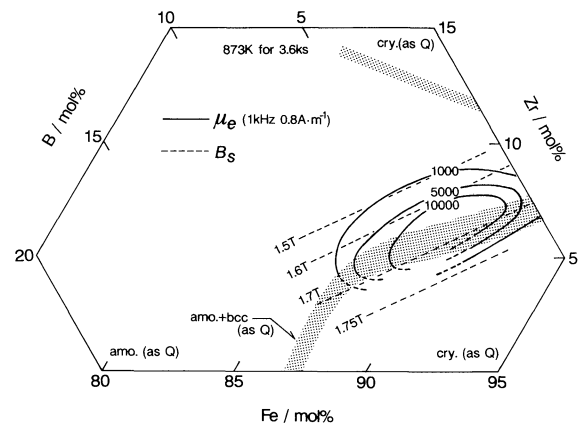 10
5
15
873K for 3.6ks
cry.(as Q)
B / mol%
Zr / mol%
μe (1kHz 0.8A·m⁻¹)
Bs
15
10
1000
5000
10000
1.5T
1.6T
1.7T
1.75T
20
5
amo.+bcc
(as Q)
amo. (as Q)
cry. (as Q)
80
85
90
95
Fe / mol%